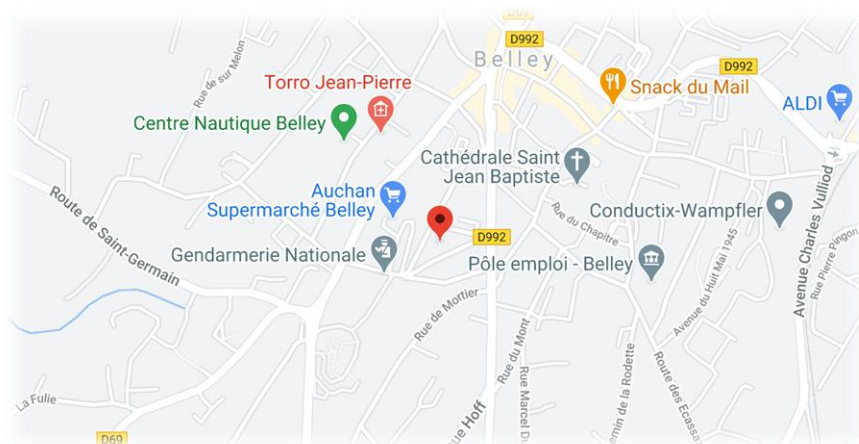 D69
D992
Belley
D992
Rue de sur Melon
Torro Jean-Pierre
Snack du Mail
ALDI
Centre Nautique Belley
Cathédrale Saint
Jean Baptiste
Auchan
Supermarché Belley
Route de Saint-Germain
Rue du Chapitre
Conductix-Wampfler
Avenue Charles Vulliod
Rue Pierre Pingon
D992
Gendarmerie Nationale
Pôle emploi - Belley
Avenue du Huit Mai 1945
Rue de Mortier
Rue du Mont
Rue Marcel
Rue Hoff
emin de la Rodette
Route des Ecassa
La Fulie
D69